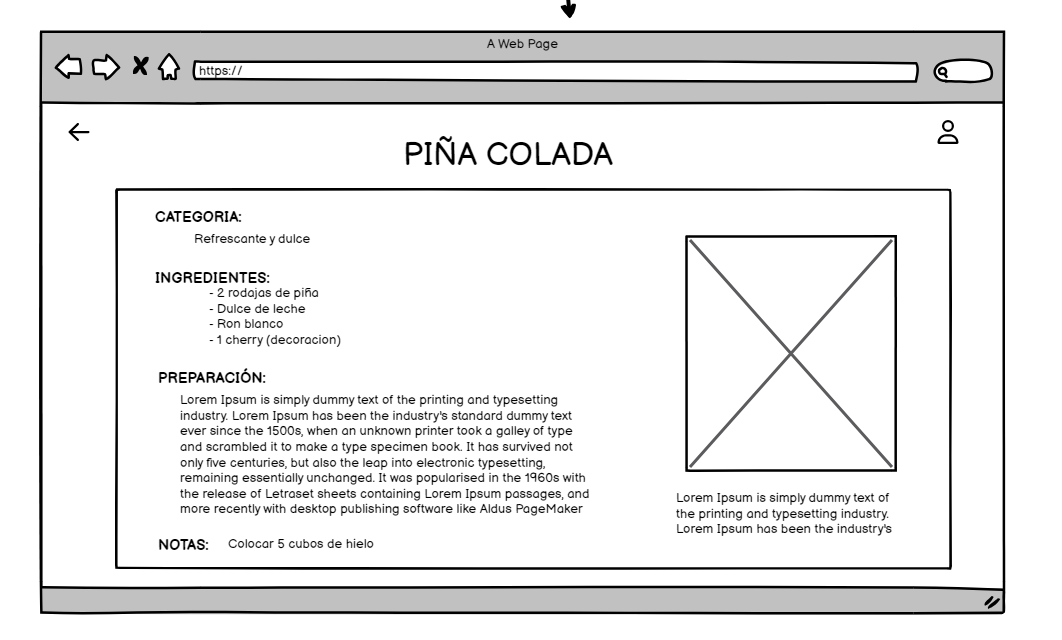 A Web Page
https://
PIÑA COLADA
CATEGORIA:
Refrescante y dulce
INGREDIENTES:
- 2 rodajas de piña
- Dulce de leche
- Ron blanco
- 1 cherry (decoracion)
PREPARACIÓN:
Lorem Ipsum is simply dummy text of the printing and typesetting
industry. Lorem Ipsum has been the industry's standard dummy text
ever since the 1500s, when an unknown printer took a galley of type
and scrambled it to make a type specimen book. It has survived not
only five centuries, but also the leap into electronic typesetting,
remaining essentially unchanged. It was popularised in the 1960s with
the release of Letraset sheets containing Lorem Ipsum passages, and
more recently with desktop publishing software like Aldus PageMaker
NOTAS: Colocar 5 cubos de hielo
Lorem Ipsum is simply dummy text of
the printing and typesetting industry.
Lorem Ipsum has been the industry's